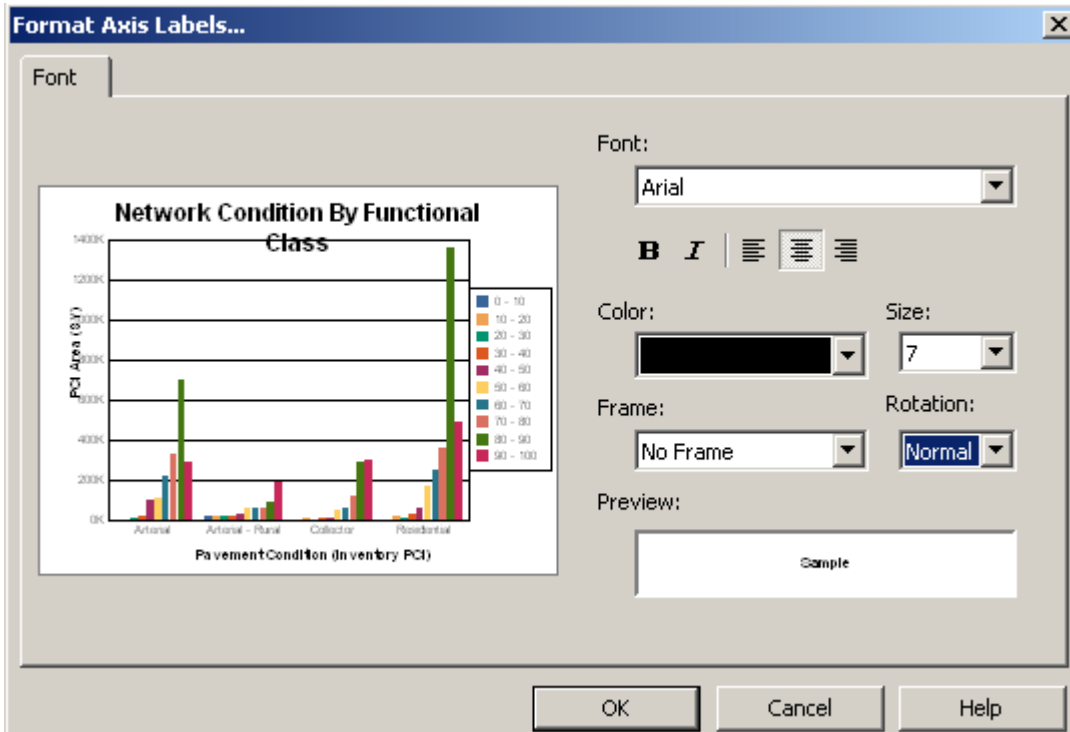 Format Axis Labels...
Font
Network Condition By Functional
Class
1400K
1200K
1000K
800K
600K
400K
200K
0K
PCI Area (SY)
Arterial
Arterial - Rural
Collector
Residential
Pavement Condition (Inventory PCI)
0 - 10
10 - 20
20 - 30
30 - 40
40 - 50
50 - 60
60 - 70
70 - 80
80 - 90
90 - 100
Font:
Arial
B I
Color:
Size:
7
Frame:
Rotation:
No Frame
Normal
Preview:
Sample
OK
Cancel
Help